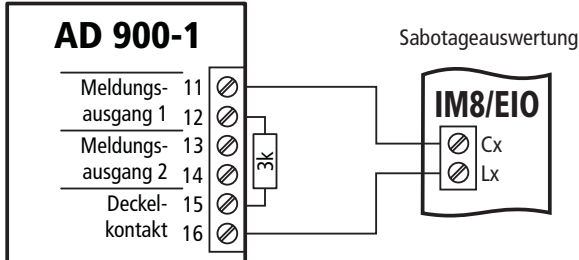 AD 900-1
Sabotageauswertung
Meldungs- 11
ausgang 1 12
Meldungs- 13
ausgang 2 14
Deckel- 15
kontakt 16
3k
IM8/EIO
Cx
Lx